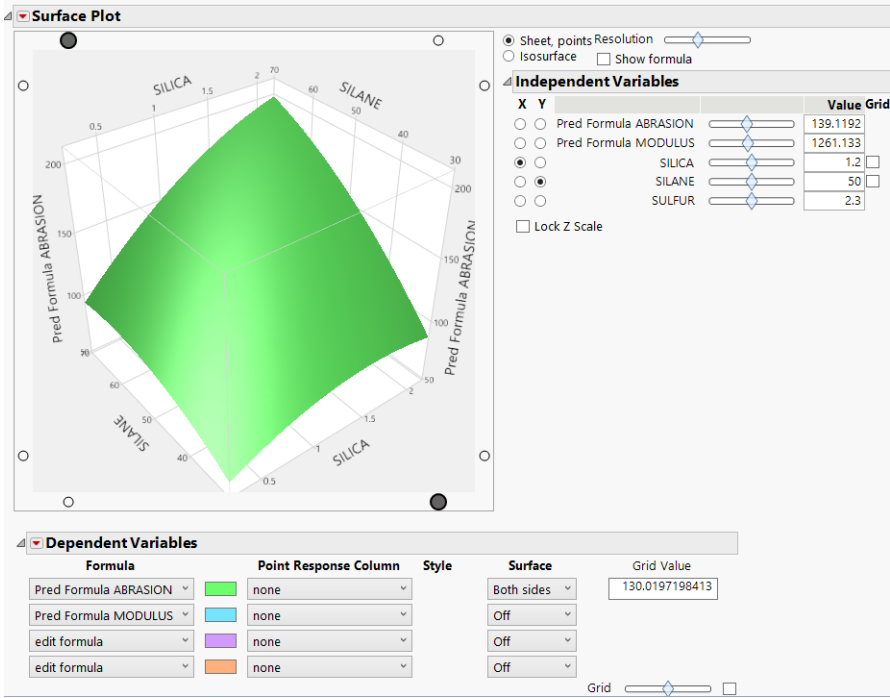 Surface Plot
Sheet, points Resolution
Isosurface Show formula
Independent Variables
X Y Value Grid
Pred Formula ABRASION 139.1192
Pred Formula MODULUS 1261.133
SILICA 1.2
SILANE 50
SULFUR 2.3
Lock Z Scale
SILICA
SILANE
0.5 1 1.5 2 70 60 50 40 30
200 150 100
200 150 100 50
Pred Formula ABRASION
Pred Formula ABRASION
60 50 40
0.5 1 1.5 2
SILANE
SILICA
Dependent Variables
Formula Point Response Column Style Surface Grid Value
Pred Formula ABRASION none Both sides 130.0197198413
Pred Formula MODULUS none Off
edit formula none Off
edit formula none Off
Grid